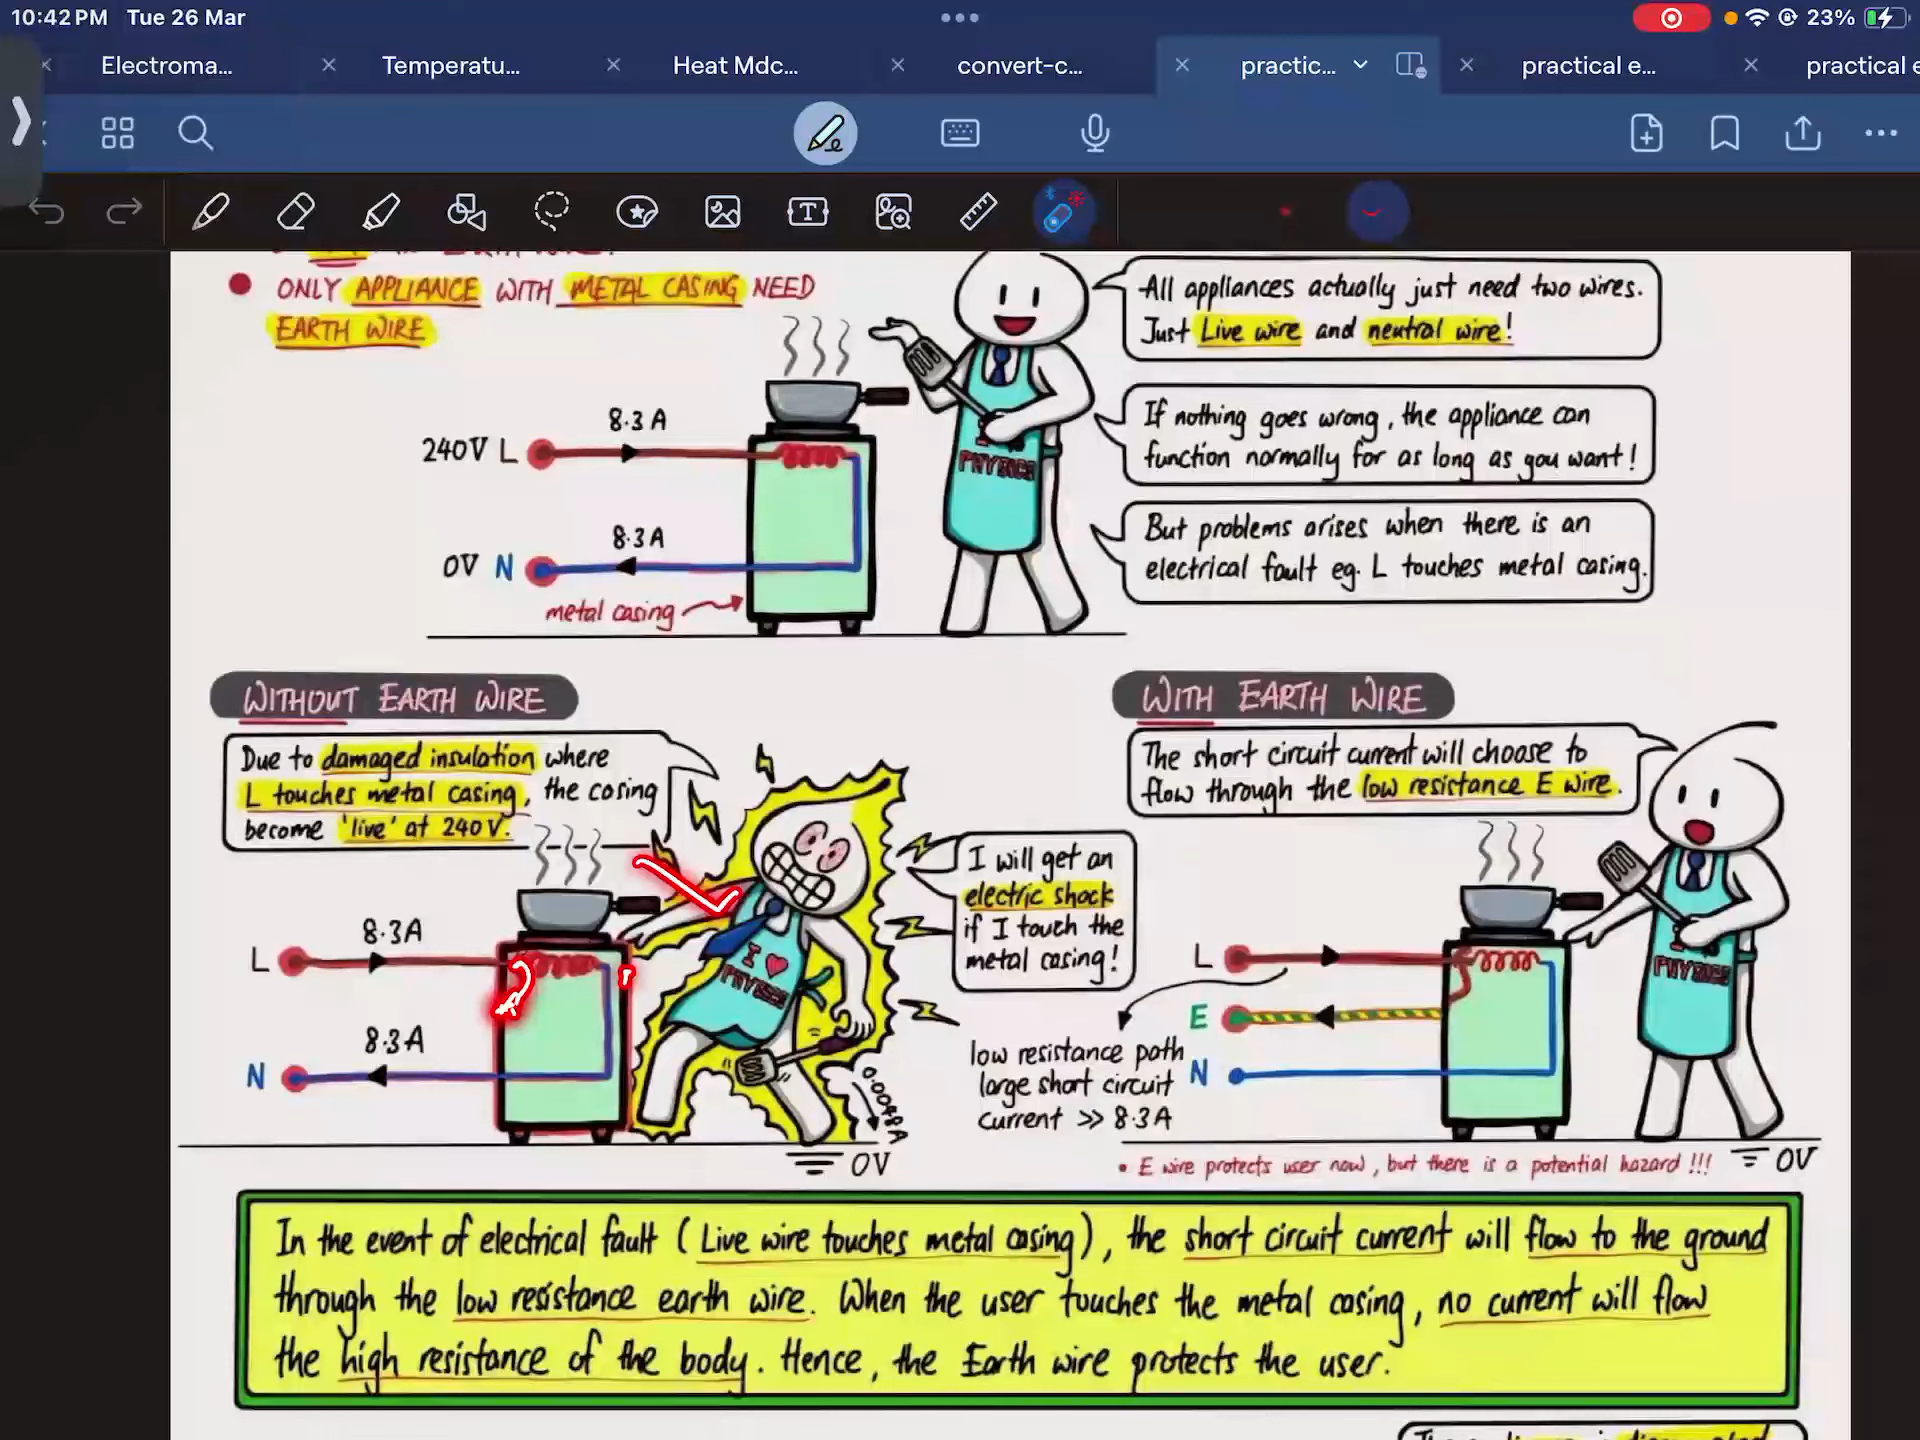 10:42 PM Tue 26 Mar
23%
Electroma...
Temperatu...
Heat Mdc...
convert-c...
practic...
practical e...
practical e
EARTH WIRE
ONLY APPLIANCE WITH METAL CASING NEED
EARTH WIRE
All appliances actually just need two wires.
Just Live wire and neutral wire!
If nothing goes wrong, the appliance can
function normally for as long as you want!
But problems arises when there is an
electrical fault eg. L touches metal casing.
8.3 A
240V L
8.3 A
0V N
metal casing
PHYSICS
WITHOUT EARTH WIRE
Due to damaged insulation where
L touches metal casing, the casing
become 'live' at 240 V.
I will get an
electric shock
if I touch the
metal casing!
L
8.3A
N
8.3A
I ♥
PHYSICS
0.0048A
0V
WITH EARTH WIRE
The short circuit current will choose to
flow through the low resistance E wire.
L
E
N
low resistance path
large short circuit
current >> 8.3 A
PHYSICS
• E wire protects user now, but there is a potential hazard!!!
0V
In the event of electrical fault (Live wire touches metal casing), the short circuit current will flow to the ground
through the low resistance earth wire. When the user touches the metal casing, no current will flow
the high resistance of the body. Hence, the Earth wire protects the user.